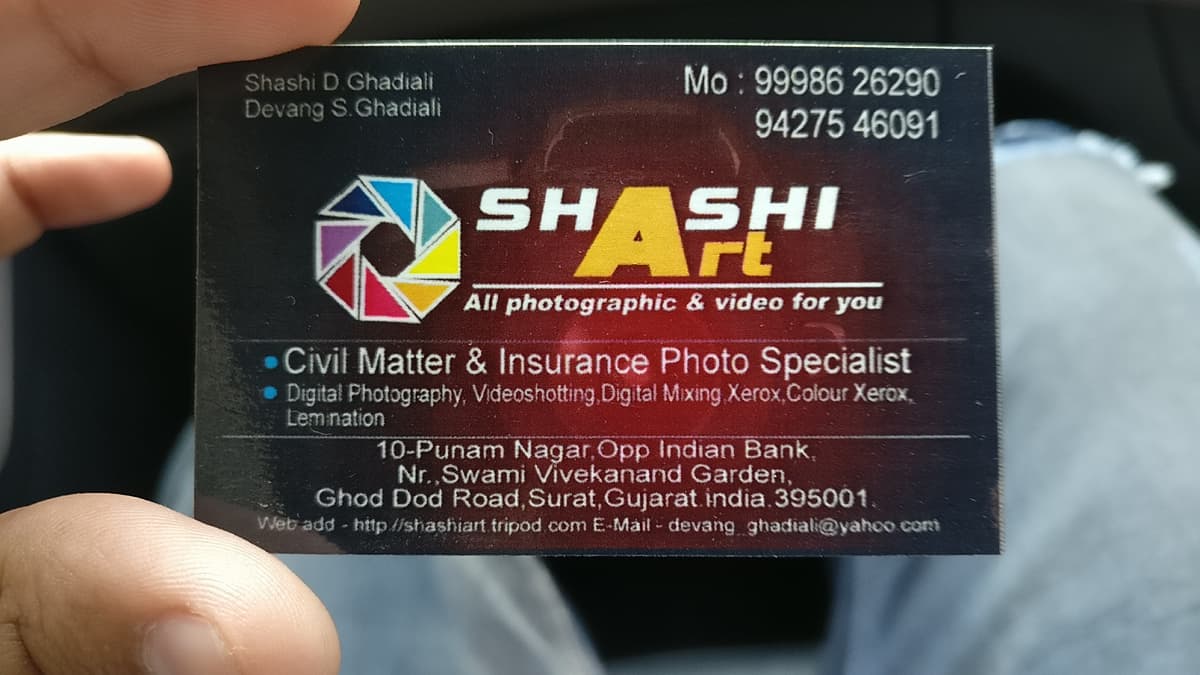 Shashi D.Ghadiali
Devang S.Ghadiali
Mo : 99986 26290
94275 46091
SHASHI
Art
All photographic & video for you
Civil Matter & Insurance Photo Specialist
Digital Photography, Videoshotting,Digital Mixing,Xerox,Colour Xerox,
Lemination
10-Punam Nagar,Opp Indian Bank,
Nr.,Swami Vivekanand Garden,
Ghod Dod Road,Surat,Gujarat.india.395001.
Web add - http://shashiart.tripod.com E-Mail - devang_ghadiali@yahoo.com